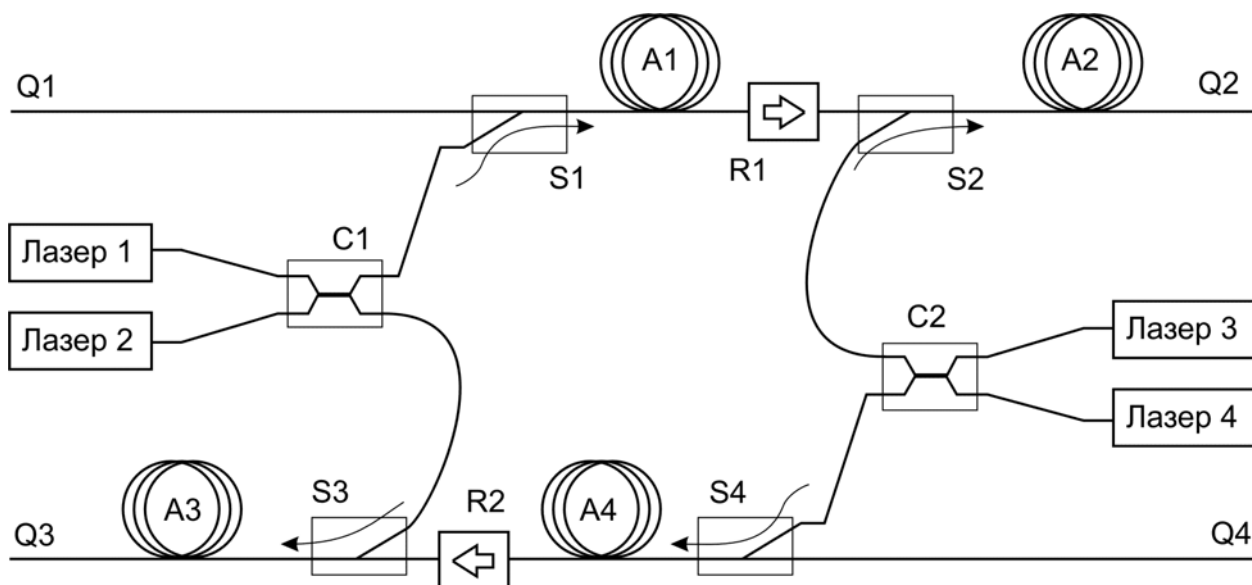 A1
A2
Q1
Q2
R1
S1
S2
C1
Лазер 1
Лазер 2
C2
Лазер 3
Лазер 4
A3
S3
R2
A4
S4
Q3
Q4